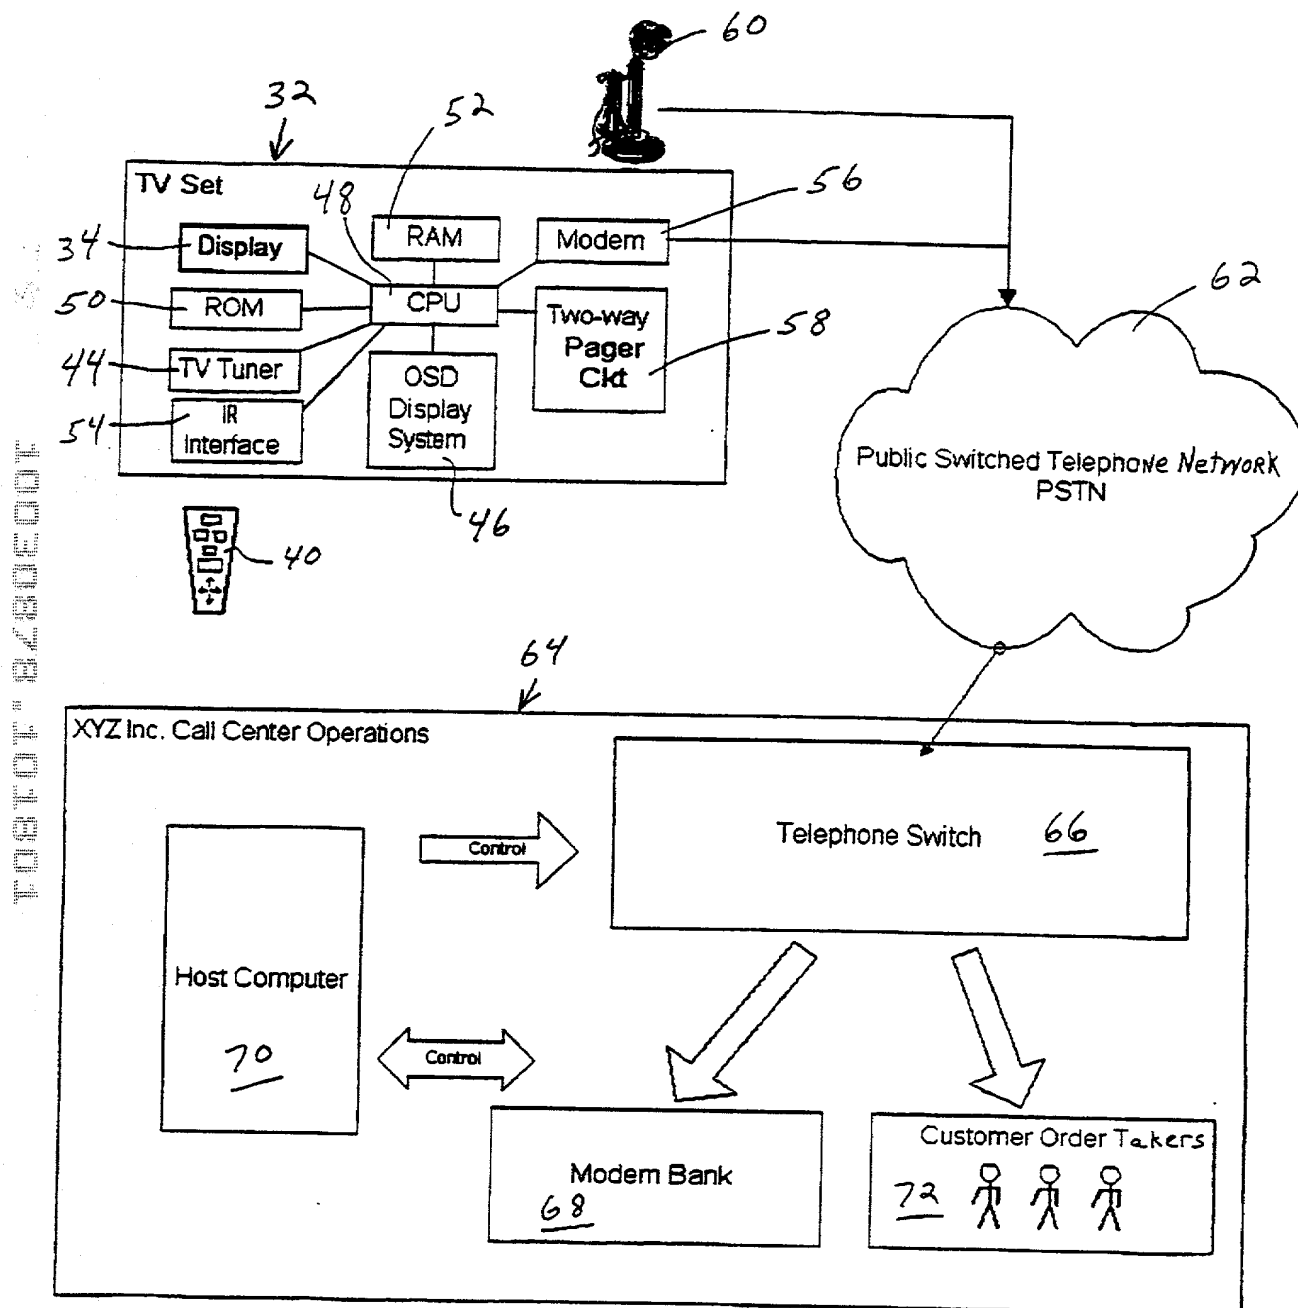 60
32
52
TV Set
48
56
34
Display
RAM
Modem
50
ROM
CPU
Two-way
Pager
Ckt
58
62
44
TV Tuner
OSD
Display
System
54
IR
Interface
46
Public Switched Telephone Network
PSTN
40
64
XYZ Inc. Call Center Operations
Control
Telephone Switch 66
Host Computer
70
Control
Modem Bank
68
Customer Order Takers
72